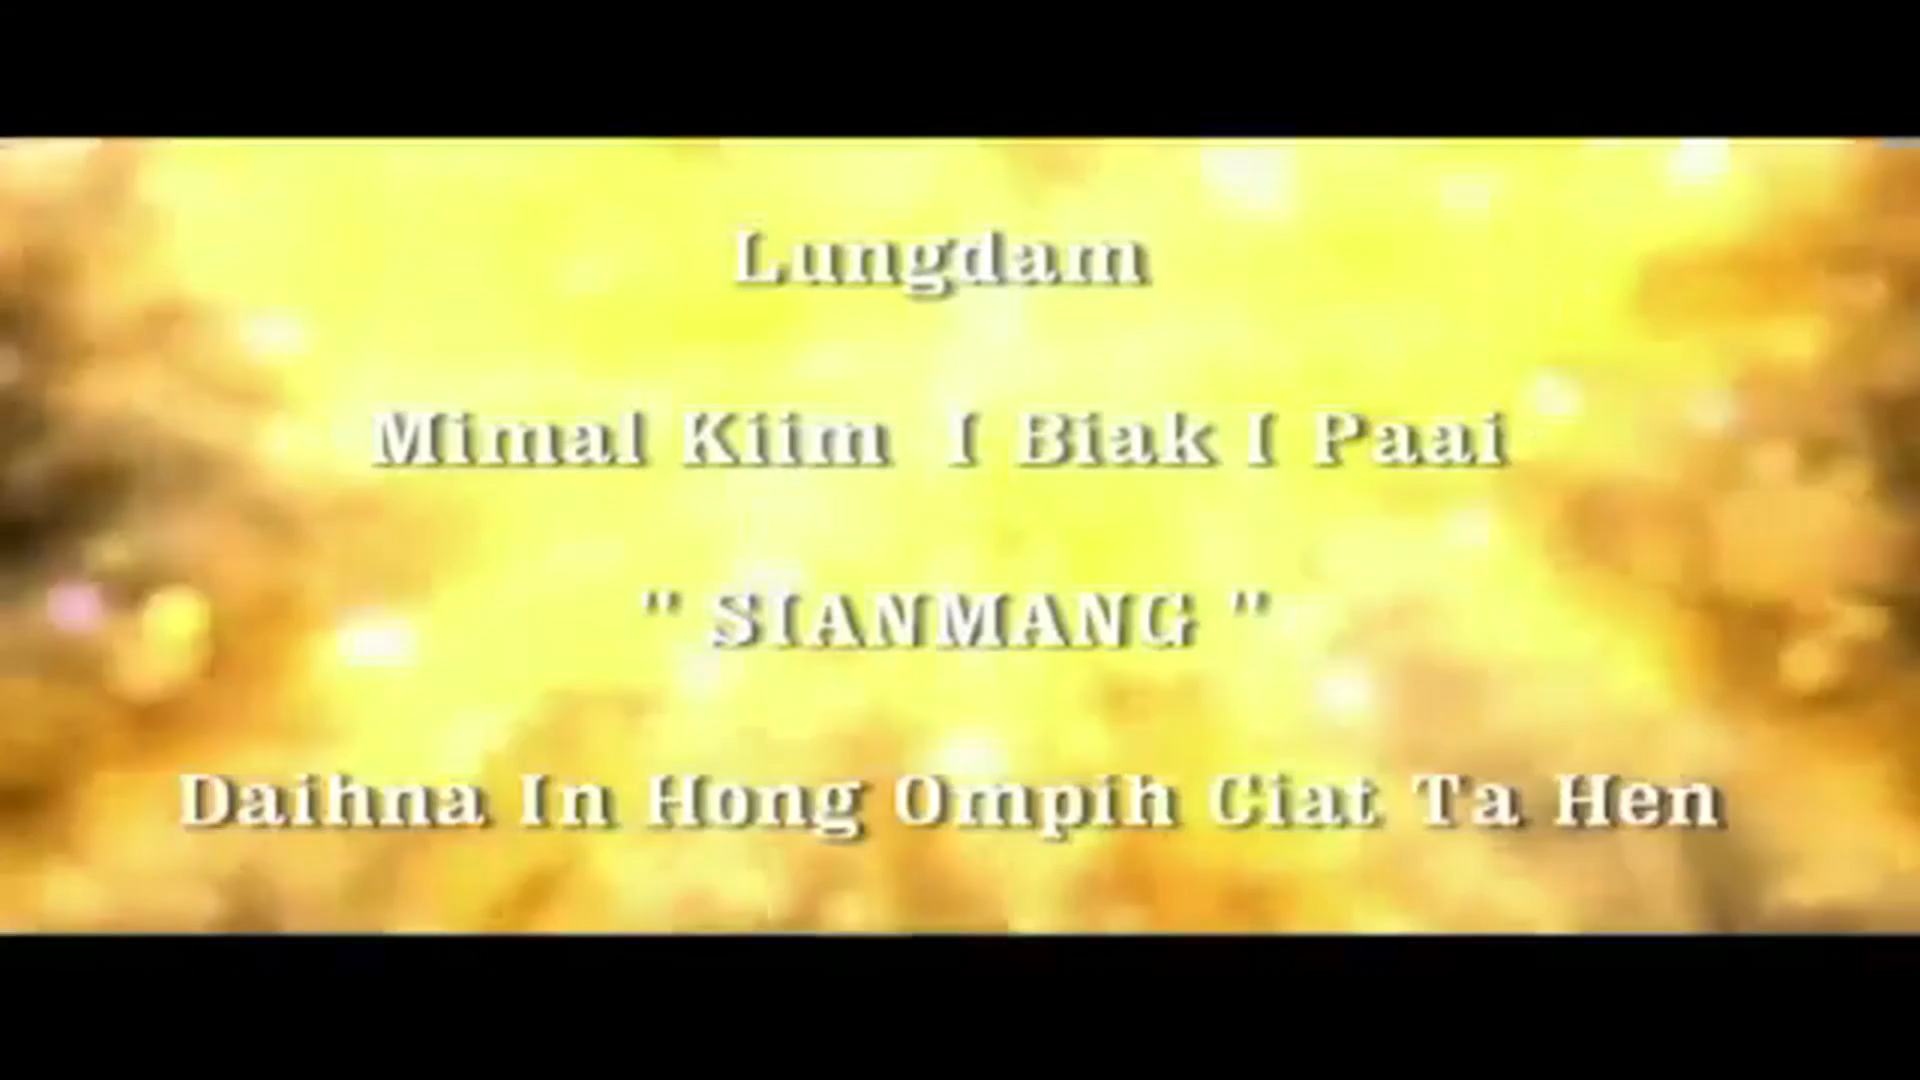 Lungdam
Mimal Kiim I Biak I Paai
" SIANMANG "
Daihna In Hong Ompih Ciat Ta Hen